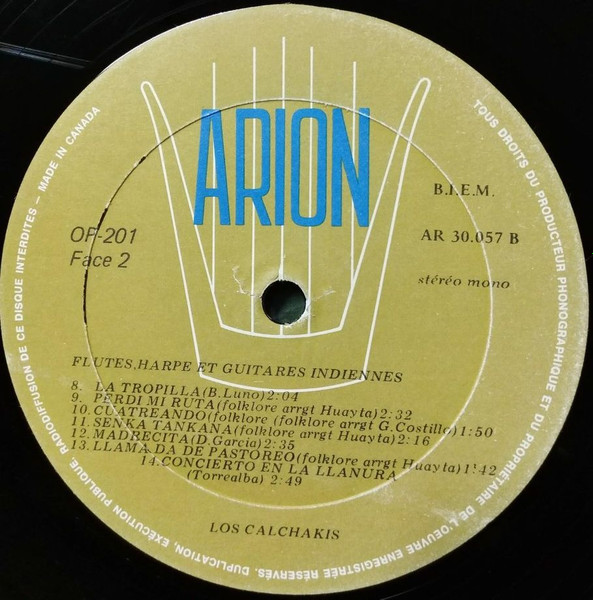 ARION
B.I.E.M.
OP-201
Face 2
AR 30.057 B
stéréo mono
FLUTES, HARPE ET GUITARES INDIENNES
8. LA TROPILLA (B. Luno) 2:04
9. PERDI MI RUTA (folklore arrgt Huayta) 2:32
10. CUATREANDO (folklore (folklore arrgt G. Costillo) 1:50
11. SENKA TANKANA (folklore arrgt Huayta) 2:16
12. MADRECITA (D. Garcia) 2:35
13. LLAMADA DE PASTOREO (folklore arrgt Huayta) 1:42
14. CONCIERTO EN LA LLANURA
(Torrealba) 2:49
LOS CALCHAKIS
TOUS DROITS DU PRODUCTEUR PHONOGRAPHIQUE ET DU PROPRIÉTAIRE DE L'OEUVRE ENREGISTRÉE RÉSERVÉS. DUPLICATION, EXÉCUTION PUBLIQUE RADIODIFFUSION DE CE DISQUE INTERDITES – MADE IN CANADA